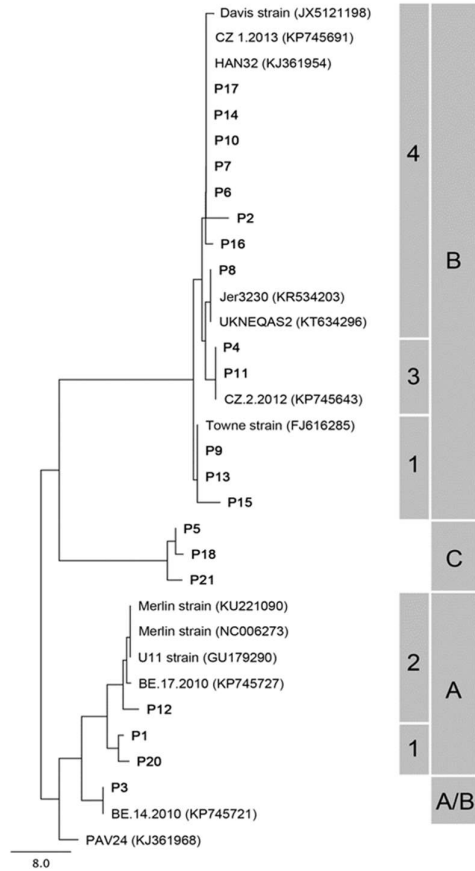 Davis strain (JX5121198)
CZ 1.2013 (KP745691)
HAN32 (KJ361954)
P17
P14
P10
P7
P6
P2
P16
P8
Jer3230 (KR534203)
UKNEQAS2 (KT634296)
P4
P11
CZ.2.2012 (KP745643)
Towne strain (FJ616285)
P9
P13
P15
P5
P18
P21
Merlin strain (KU221090)
Merlin strain (NC006273)
U11 strain (GU179290)
BE.17.2010 (KP745727)
P12
P1
P20
P3
BE.14.2010 (KP745721)
PAV24 (KJ361968)
8.0
4
3
1
2
1
B
C
A
A/B